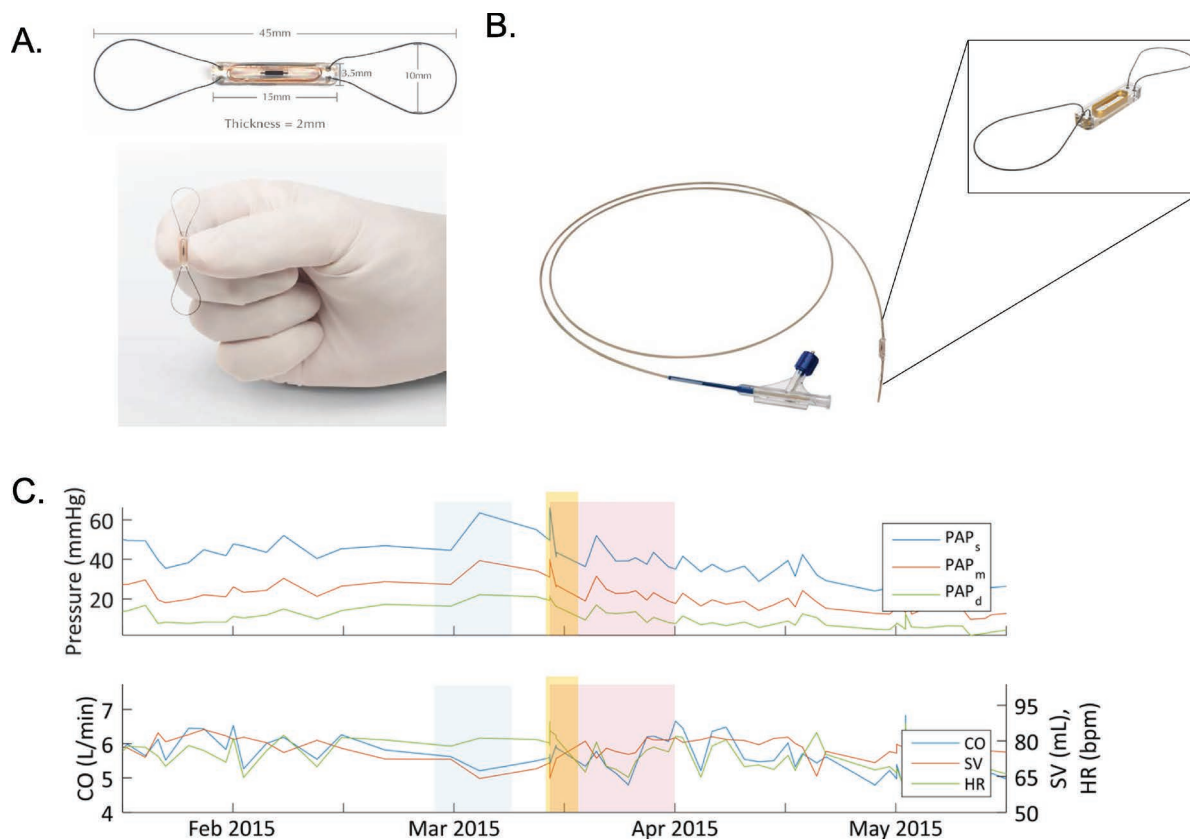 A.
45mm
3.5mm
10mm
15mm
Thickness = 2mm
B.
C.
Pressure (mmHg)
60
40
20
PAPs
PAPm
PAPd
CO (L/min)
7
6
5
4
95
80
65
50
SV (mL),
HR (bpm)
CO
SV
HR
Feb 2015
Mar 2015
Apr 2015
May 2015